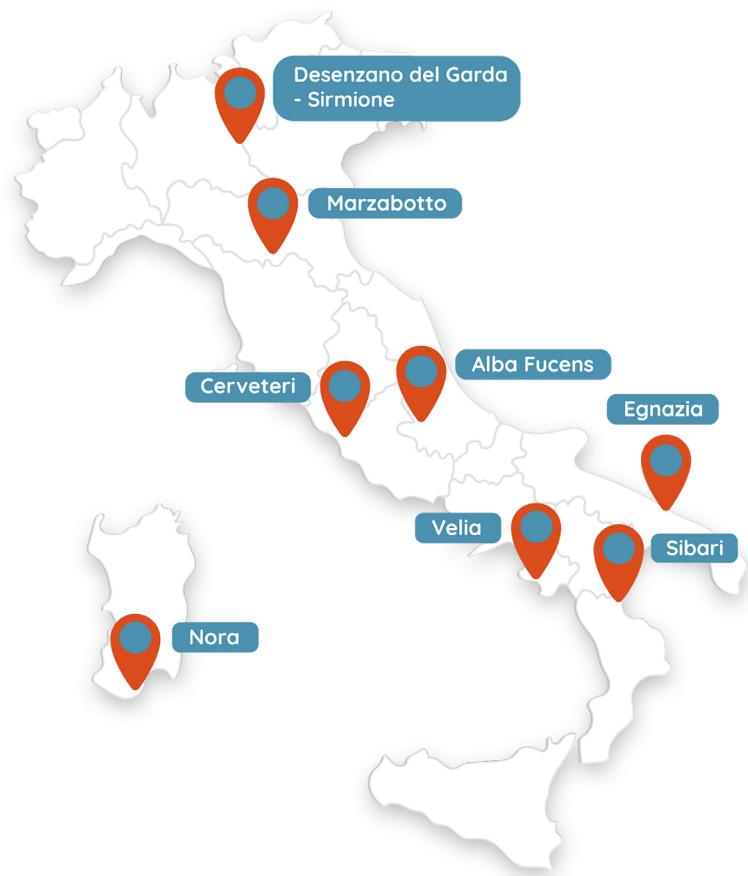 Desenzano del Garda
- Sirmione
Marzabotto
Alba Fucens
Cerveteri
Egnazia
Velia
Sibari
Nora